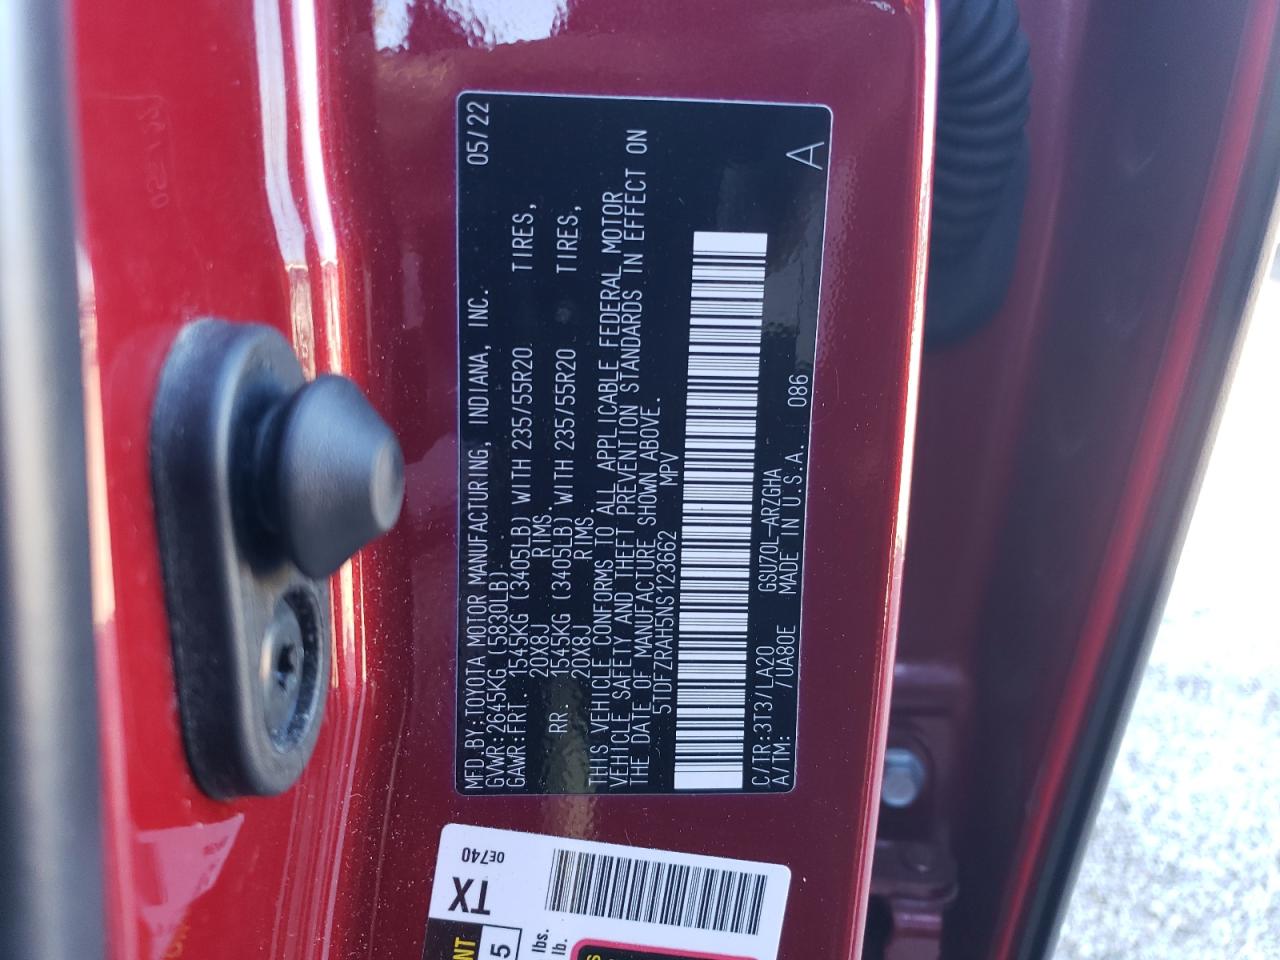 MFD.BY:TOYOTA MOTOR MANUFACTURING, INDIANA, INC. 05/22
GVWR:2645KG (5830LB)
GAWR:FRT. 1545KG (3405LB) WITH 235/55R20 TIRES,
20X8J RIMS.
RR. 1545KG (3405LB) WITH 235/55R20 TIRES,
20X8J RIMS.
THIS VEHICLE CONFORMS TO ALL APPLICABLE FEDERAL MOTOR
VEHICLE SAFETY AND THEFT PREVENTION STANDARDS IN EFFECT ON
THE DATE OF MANUFACTURE SHOWN ABOVE.
5TDFZRAH5NS123662 MPV
C/TR:3T3/LA20 GSU70L-ARZGHA 086 A
A/TM: /UA80E MADE IN U.S.A.
0E740
TX
5
lbs.
lb.